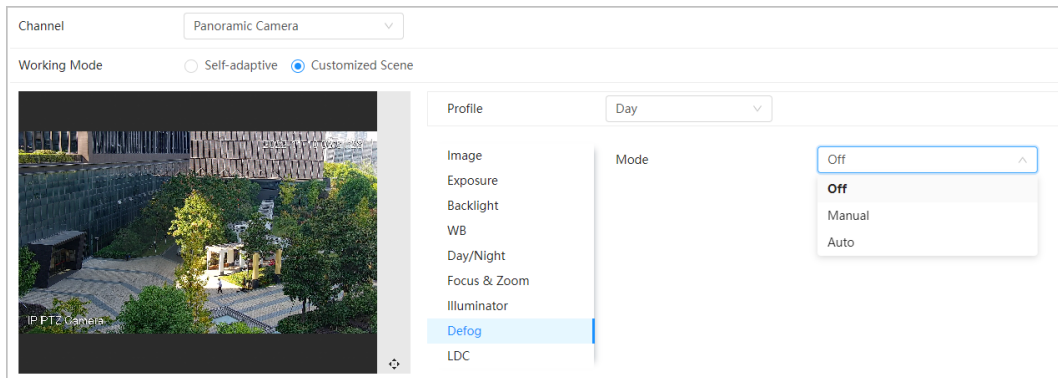 Channel Panoramic Camera
Working Mode Self-adaptive Customized Scene
Profile Day
Image Mode Off
Exposure Off
Backlight Manual
WB Auto
Day/Night
Focus & Zoom
Illuminator
Defog
LDC
IP PTZ Camera